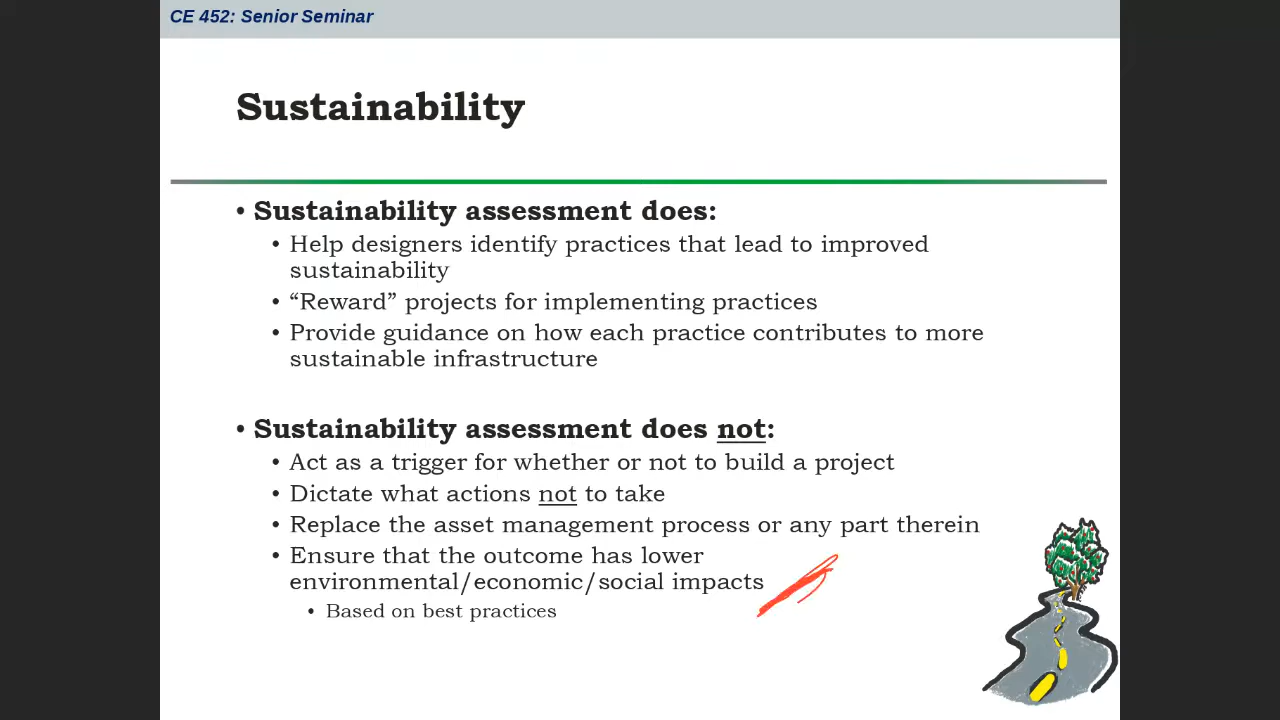 CE 452: Senior Seminar
Sustainability
• Sustainability assessment does:
• Help designers identify practices that lead to improved
sustainability
• “Reward” projects for implementing practices
• Provide guidance on how each practice contributes to more
sustainable infrastructure
• Sustainability assessment does not:
• Act as a trigger for whether or not to build a project
• Dictate what actions not to take
• Replace the asset management process or any part therein
• Ensure that the outcome has lower
environmental/economic/social impacts
• Based on best practices